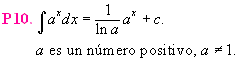 P10. ∫aˣdx = 1/(ln a) aˣ + c.
a es un número positivo, a ≠ 1.